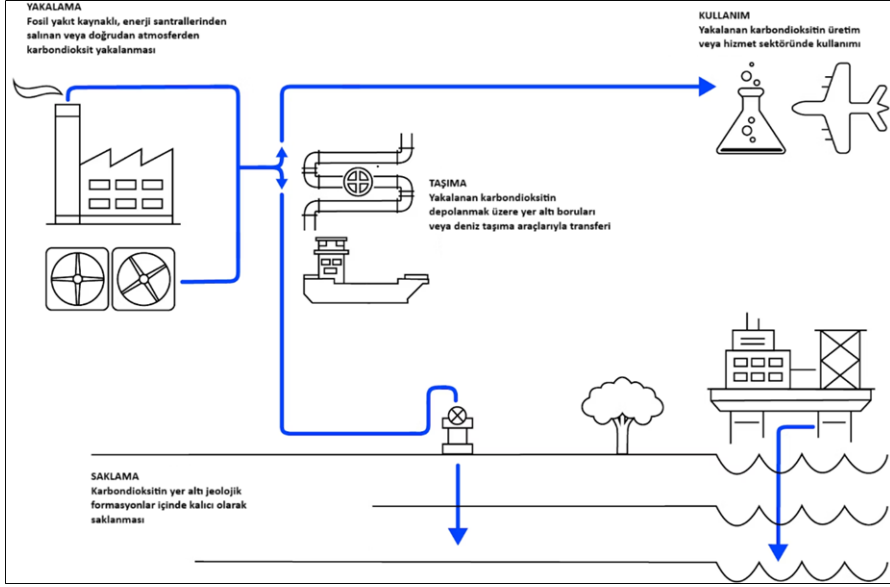 YAKALAMA
Fosil yakıt kaynaklı, enerji santrallerinden
salınan veya doğrudan atmosferden
karbondioksit yakalanması
KULLANIM
Yakalanan karbondioksitin üretim
veya hizmet sektöründe kullanımı
TAŞIMA
Yakalanan karbondioksitin
depolanmak üzere yer altı boruları
veya deniz taşıma araçlarıyla transferi
SAKLAMA
Karbondioksitin yer altı jeolojik
formasyonlar içinde kalıcı olarak
saklanması